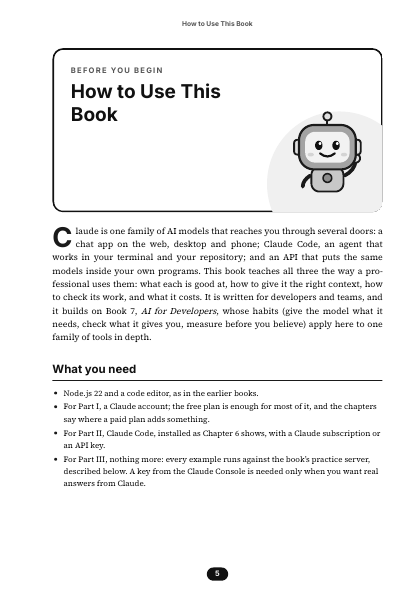 How to Use This Book
BEFORE YOU BEGIN
How to Use This
Book
Claude is one family of AI models that reaches you through several doors: a
chat app on the web, desktop and phone; Claude Code, an agent that
works in your terminal and your repository; and an API that puts the same
models inside your own programs. This book teaches all three the way a pro-
fessional uses them: what each is good at, how to give it the right context, how
to check its work, and what it costs. It is written for developers and teams, and
it builds on Book 7, AI for Developers, whose habits (give the model what it
needs, check what it gives you, measure before you believe) apply here to one
family of tools in depth.
What you need
• Node.js 22 and a code editor, as in the earlier books.
• For Part I, a Claude account; the free plan is enough for most of it, and the chapters
say where a paid plan adds something.
• For Part II, Claude Code, installed as Chapter 6 shows, with a Claude subscription or
an API key.
• For Part III, nothing more: every example runs against the book's practice server,
described below. A key from the Claude Console is needed only when you want real
answers from Claude.
5